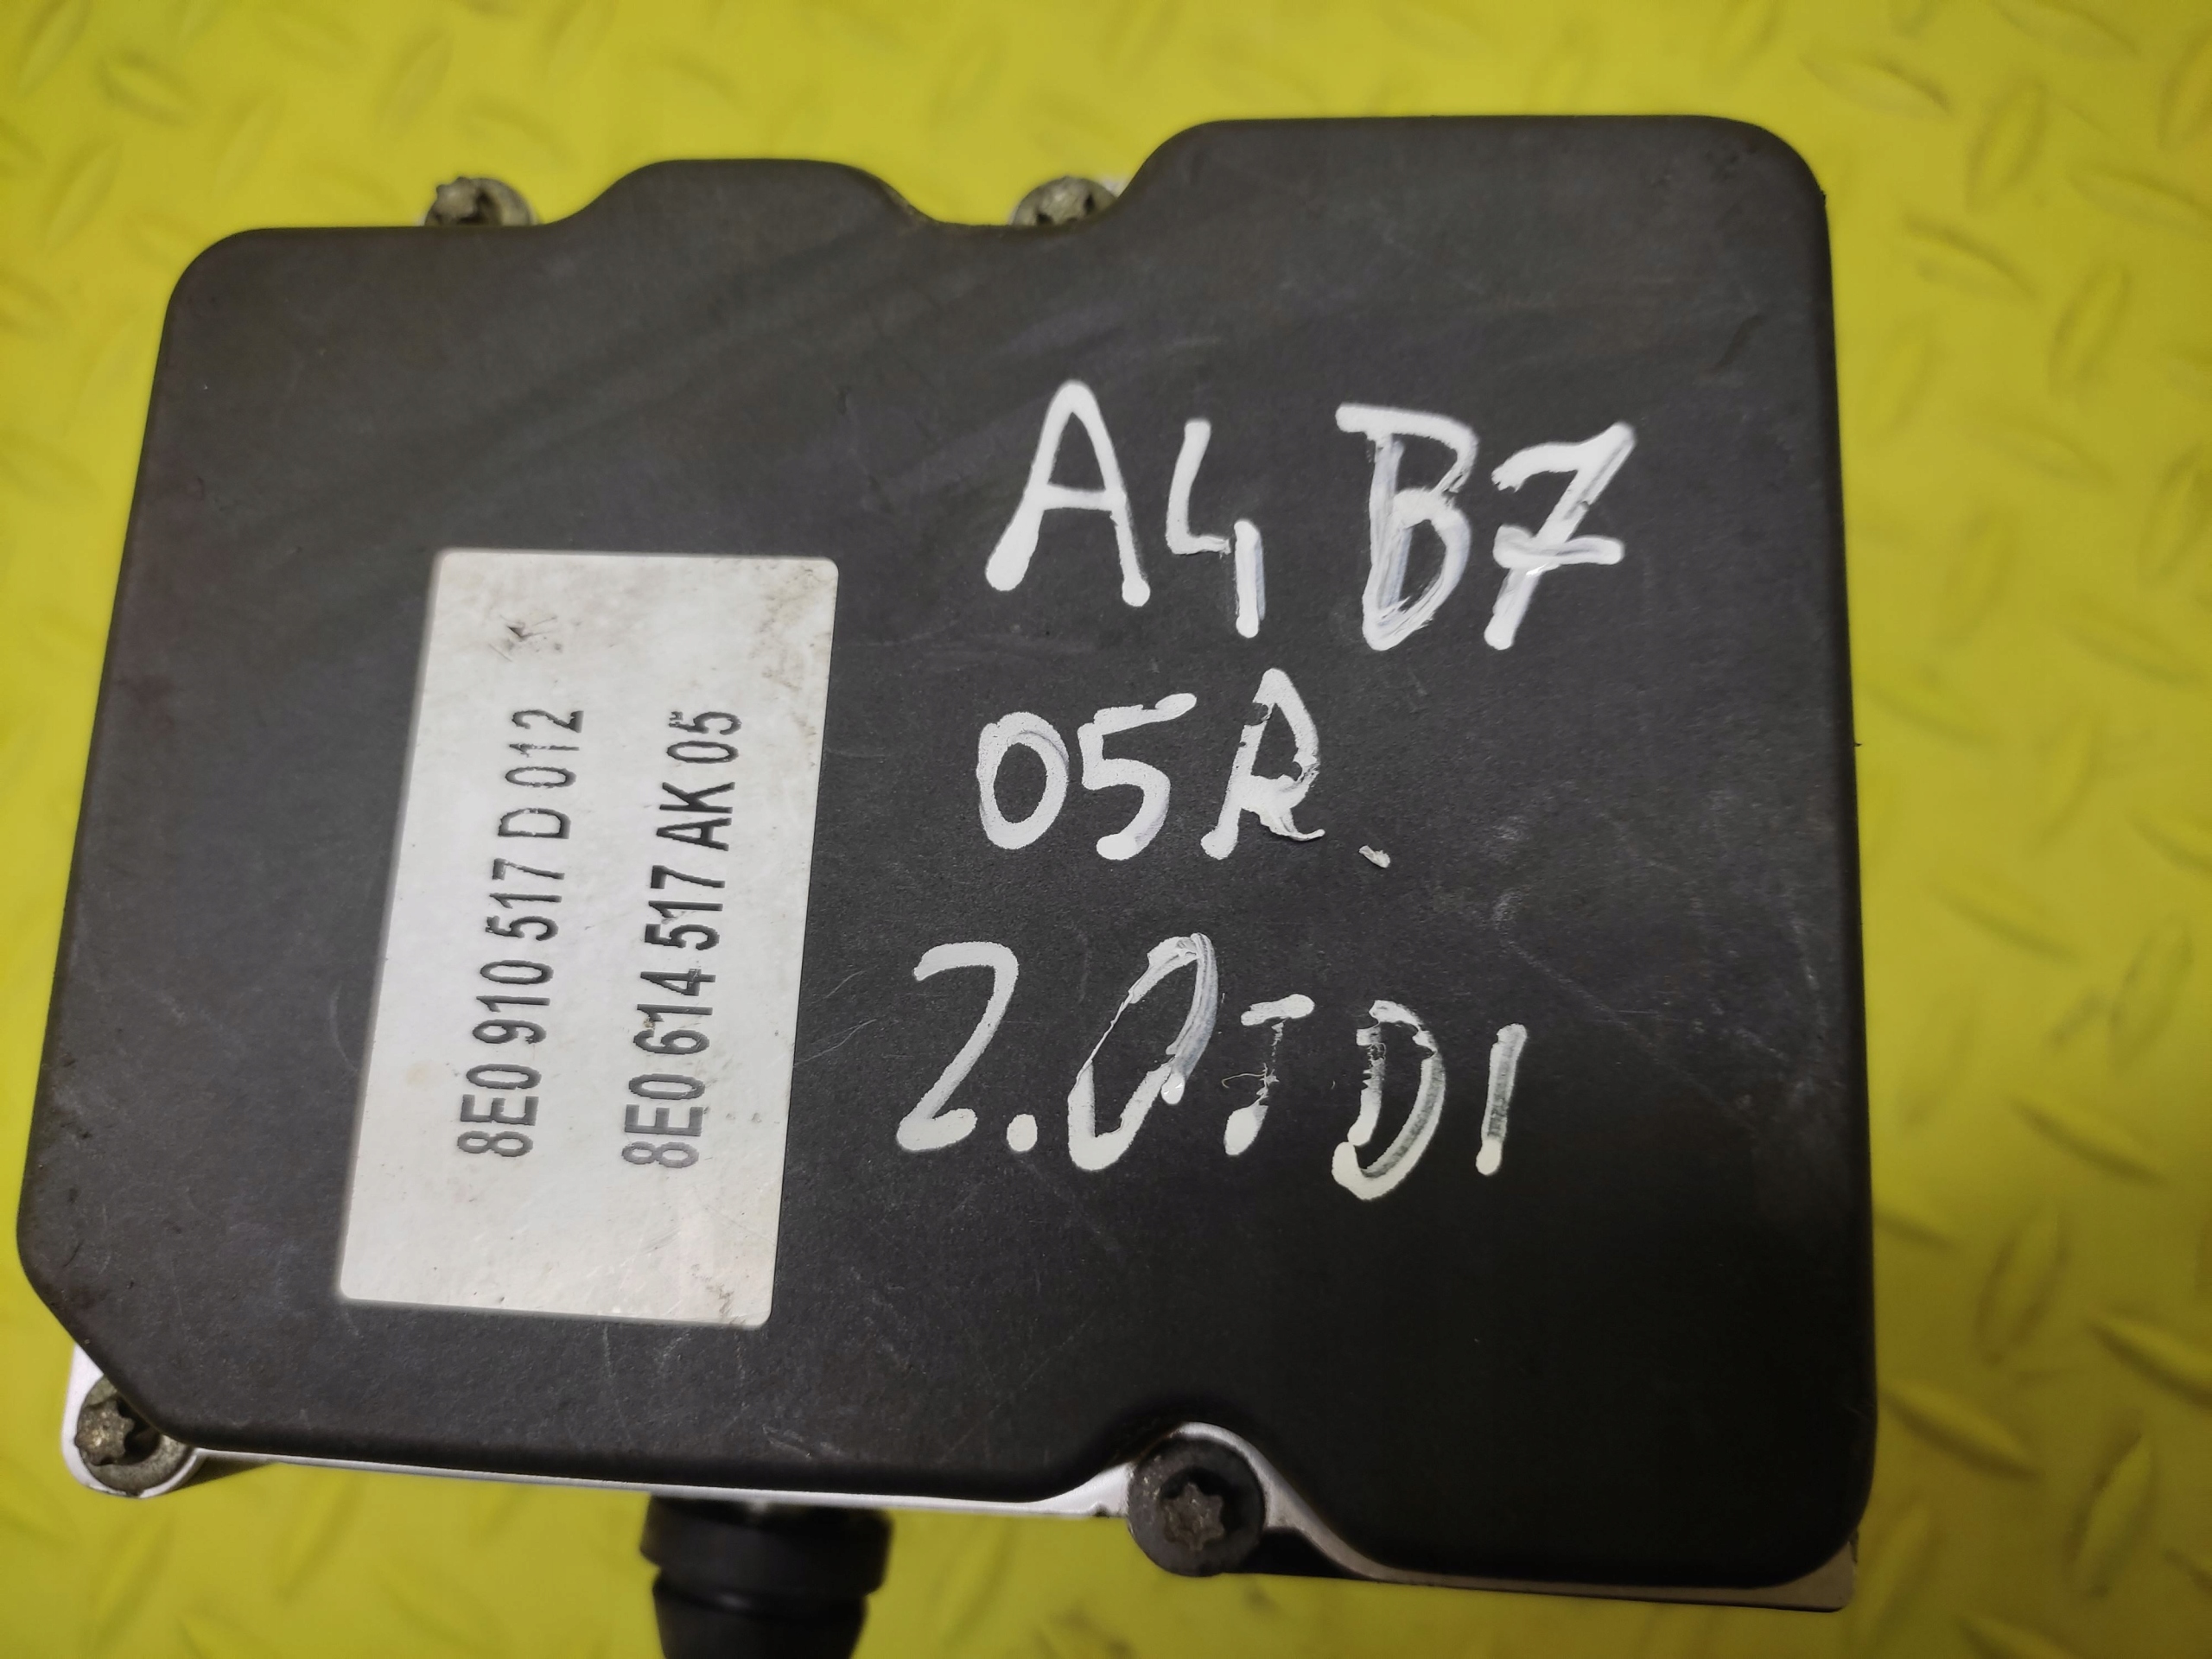 A4 B7
05R.
2.0TDI
8E0 910 517 D 012
8E0 614 517 AK 05